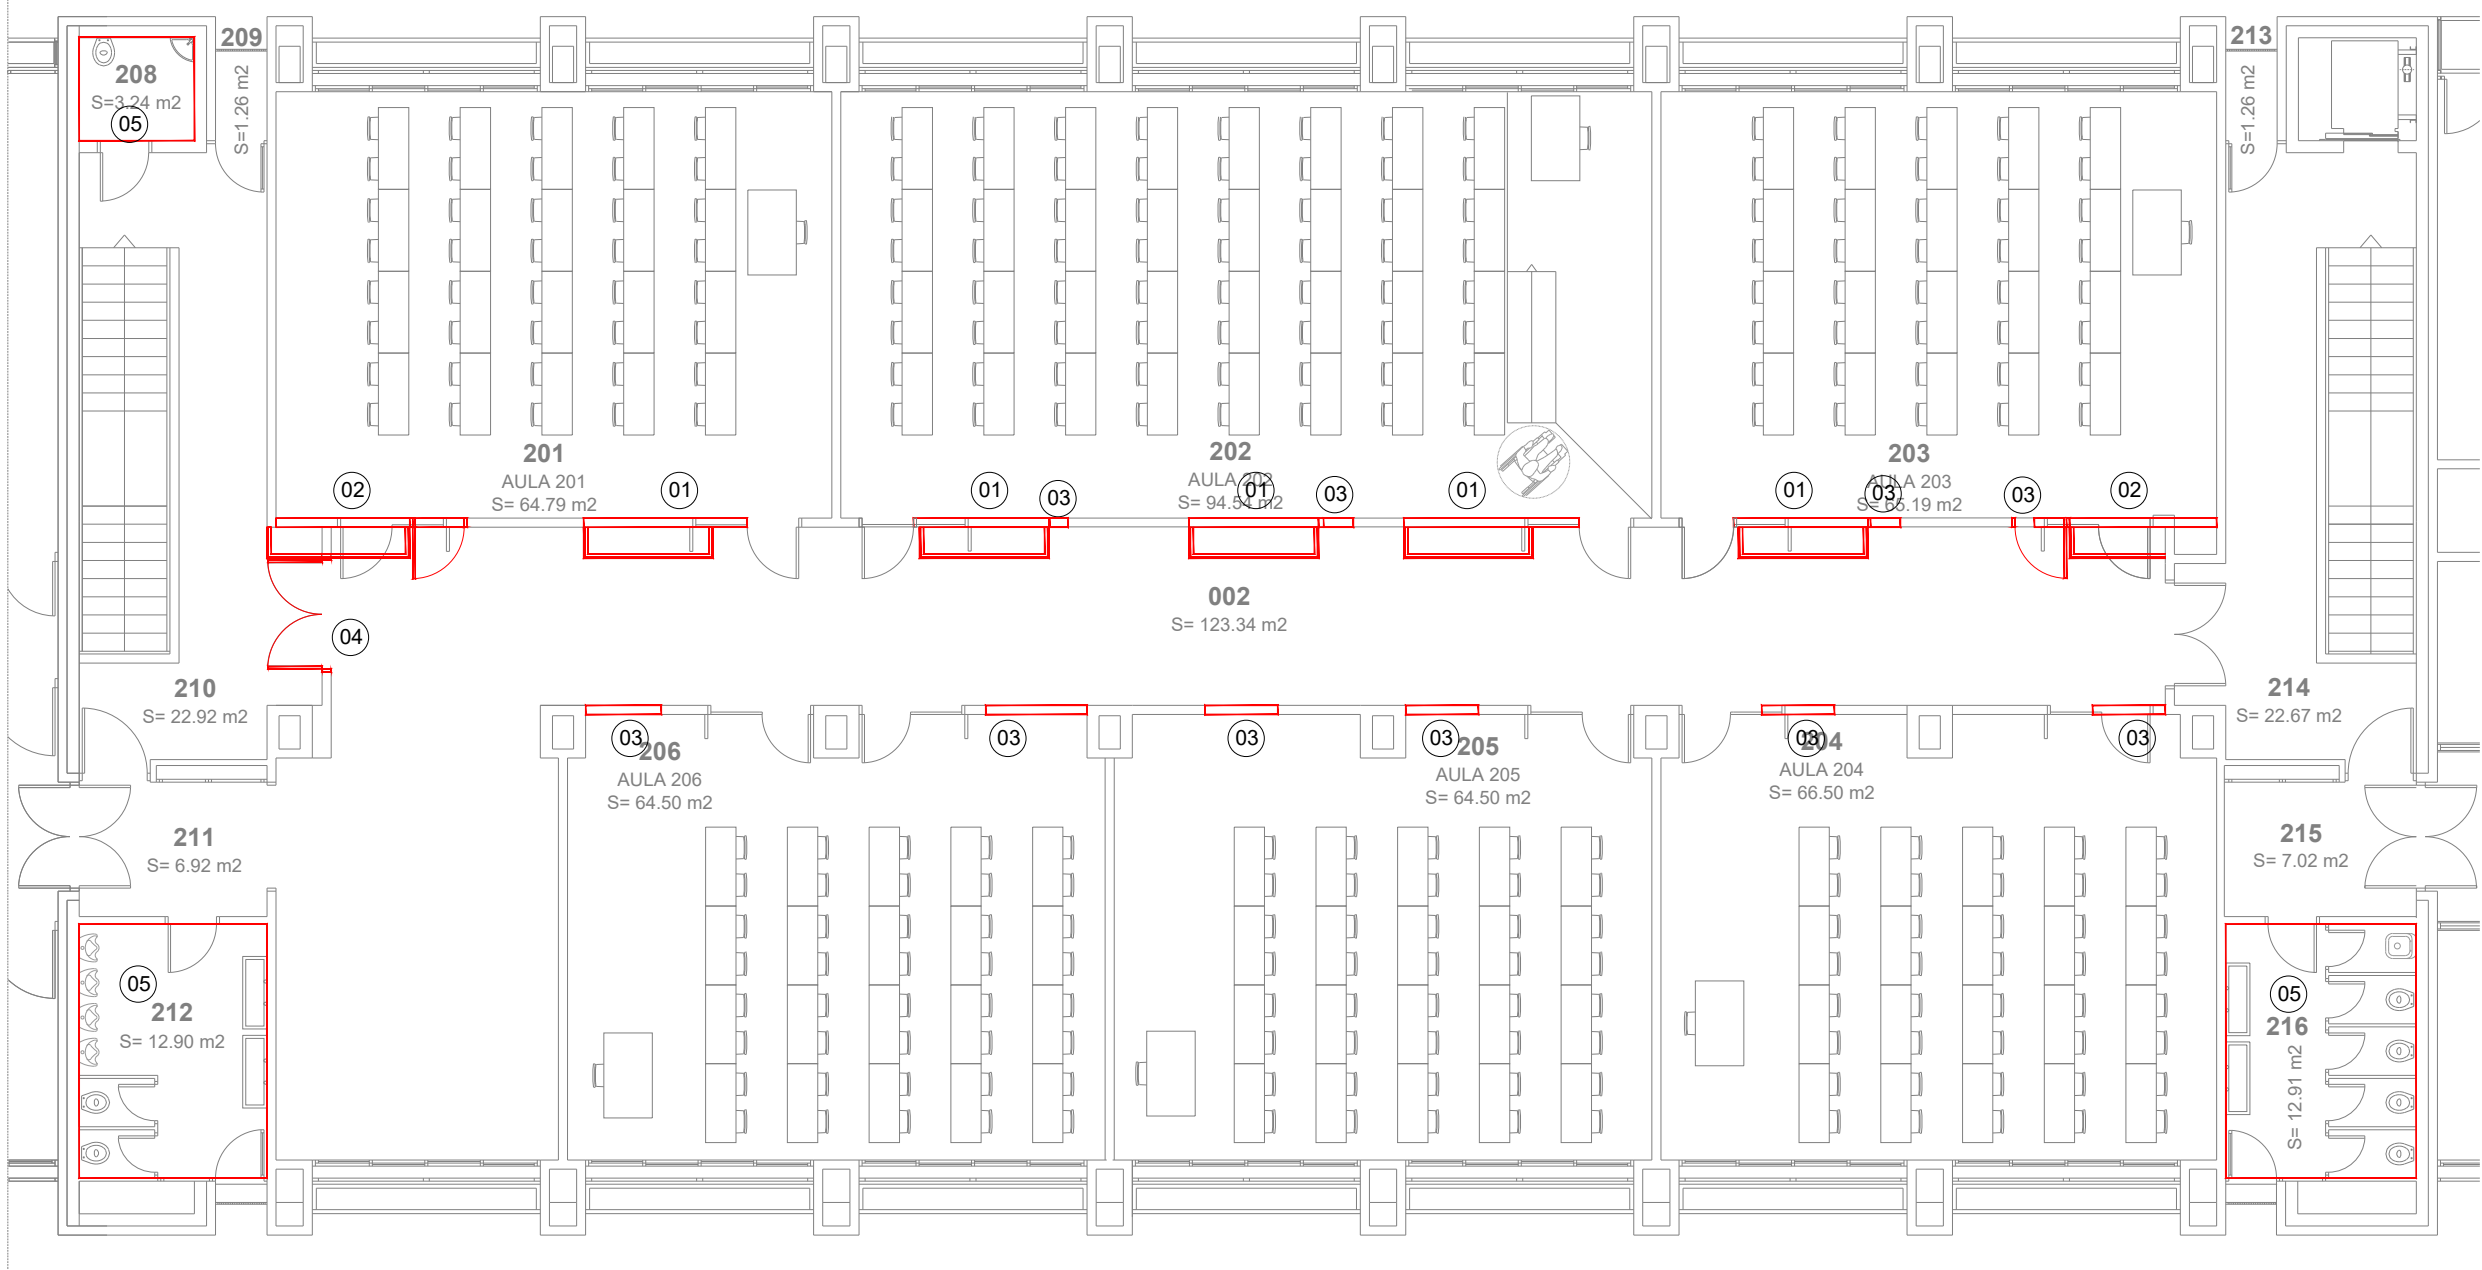 209
213
208
S=3.24 m2
05
S=1.26 m2
S=1.26 m2
201
AULA 201
S= 64.79 m2
202
AULA 202
S= 94.54 m2
203
AULA 203
S= 65.19 m2
02
01
01
03
01
03
01
01
03
03
02
002
S= 123.34 m2
04
210
S= 22.92 m2
214
S= 22.67 m2
03
03
03
03
03
03
206
AULA 206
S= 64.50 m2
205
AULA 205
S= 64.50 m2
204
AULA 204
S= 66.50 m2
211
S= 6.92 m2
215
S= 7.02 m2
05
212
S= 12.90 m2
05
216
S= 12.91 m2